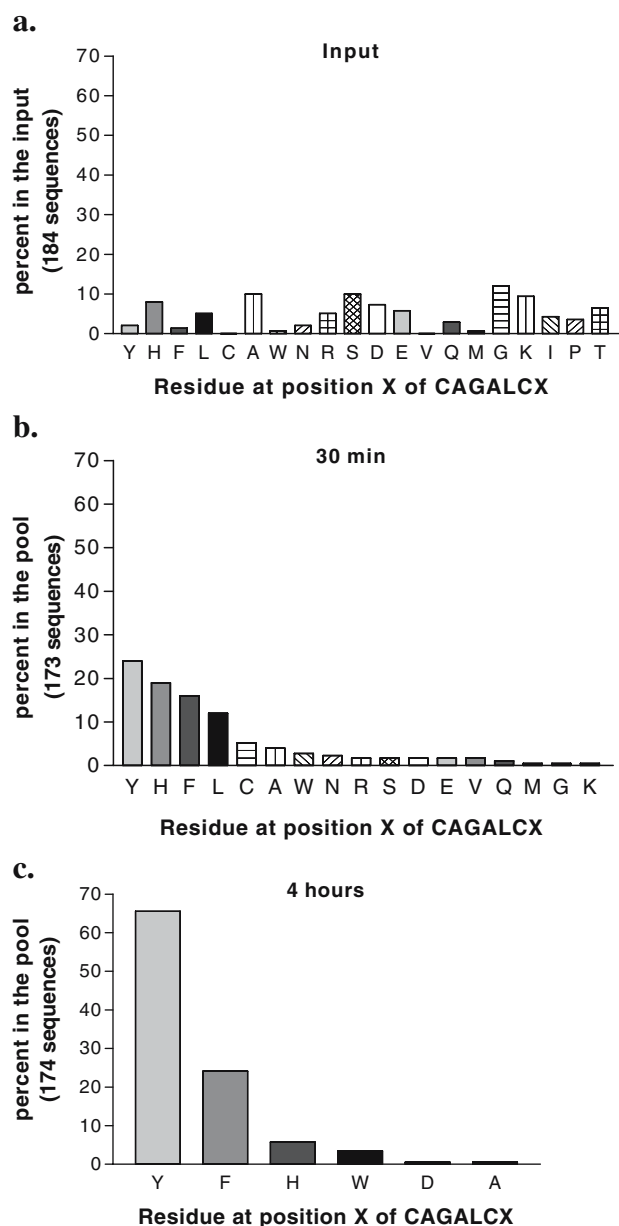 a.
Input
percent in the input
(184 sequences)
70
60
50
40
30
20
10
0
Y H F L C A W N R S D E V Q M G K I P T
Residue at position X of CAGALCX
b.
30 min
percent in the pool
(173 sequences)
70
60
50
40
30
20
10
0
Y H F L C A W N R S D E V Q M G K
Residue at position X of CAGALCX
c.
4 hours
percent in the pool
(174 sequences)
70
60
50
40
30
20
10
0
Y F H W D A
Residue at position X of CAGALCX